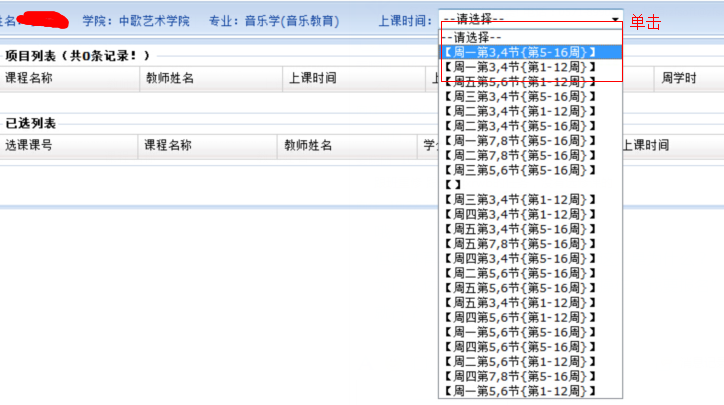 姓名: 学院：中歌艺术学院 专业：音乐学(音乐教育) 上课时间： --请选择-- 单击
--请选择--
项目列表（共0条记录！）
【周一第3,4节{第5-16周}】
课程名称 教师姓名 上课时间 周学时
【周一第3,4节{第1-12周}】
【周五第5,6节{第1-12周}】
【周三第3,4节{第5-16周}】
【周二第3,4节{第1-12周}】
已选列表
【周二第3,4节{第5-16周}】
选课课号 课程名称 教师姓名 上课时间
【周一第7,8节{第5-16周}】
【周二第7,8节{第5-16周}】
【周三第5,6节{第5-16周}】
【】
【周三第3,4节{第1-12周}】
【周四第3,4节{第1-12周}】
【周五第3,4节{第5-16周}】
【周五第7,8节{第5-16周}】
【周四第3,4节{第5-16周}】
【周二第5,6节{第1-12周}】
【周五第5,6节{第5-16周}】
【周五第3,4节{第1-12周}】
【周四第5,6节{第1-12周}】
【周一第5,6节{第5-16周}】
【周四第5,6节{第5-16周}】
【周二第5,6节{第1-12周}】
【周四第7,8节{第5-16周}】
【周一第5,6节{第1-12周}】